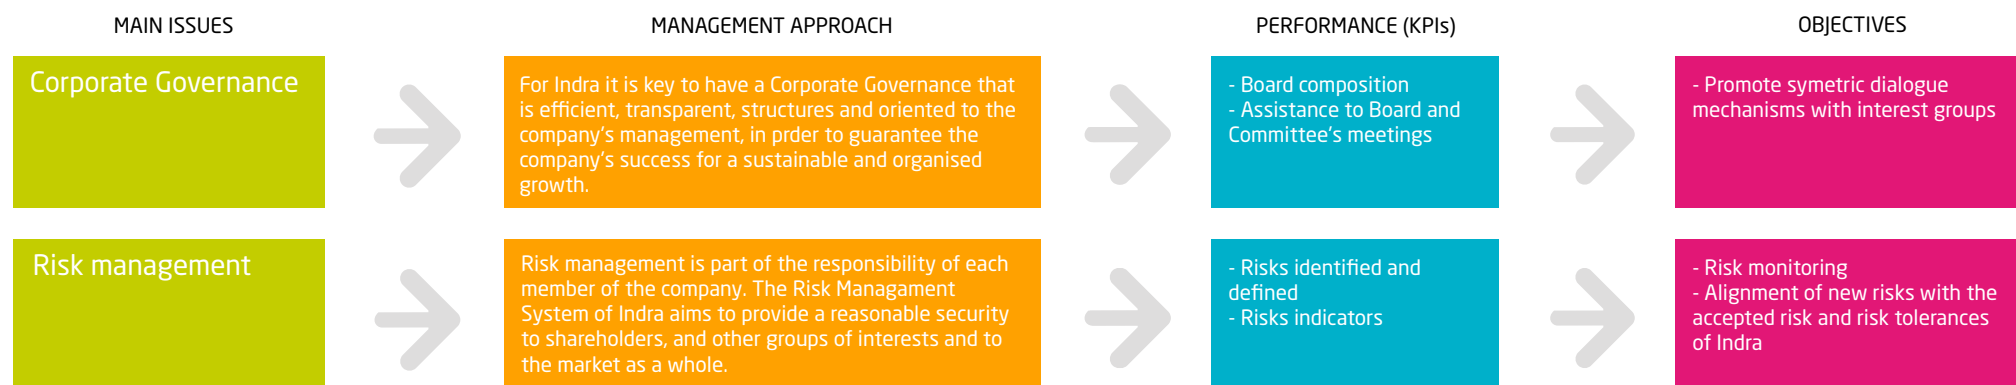 MAIN ISSUES
MANAGEMENT APPROACH
PERFORMANCE (KPIs)
OBJECTIVES
Corporate Governance
For Indra it is key to have a Corporate Governance that
is efficient, transparent, structures and oriented to the
company's management, in prder to guarantee the
company's success for a sustainable and organised
growth.
- Board composition
- Assistance to Board and
Committee's meetings
- Promote symetric dialogue
mechanisms with interest groups
Risk management
Risk management is part of the responsibility of each
member of the company. The Risk Managament
System of Indra aims to provide a reasonable security
to shareholders, and other groups of interests and to
the market as a whole.
- Risks identified and
defined
- Risks indicators
- Risk monitoring
- Alignment of new risks with the
accepted risk and risk tolerances
of Indra